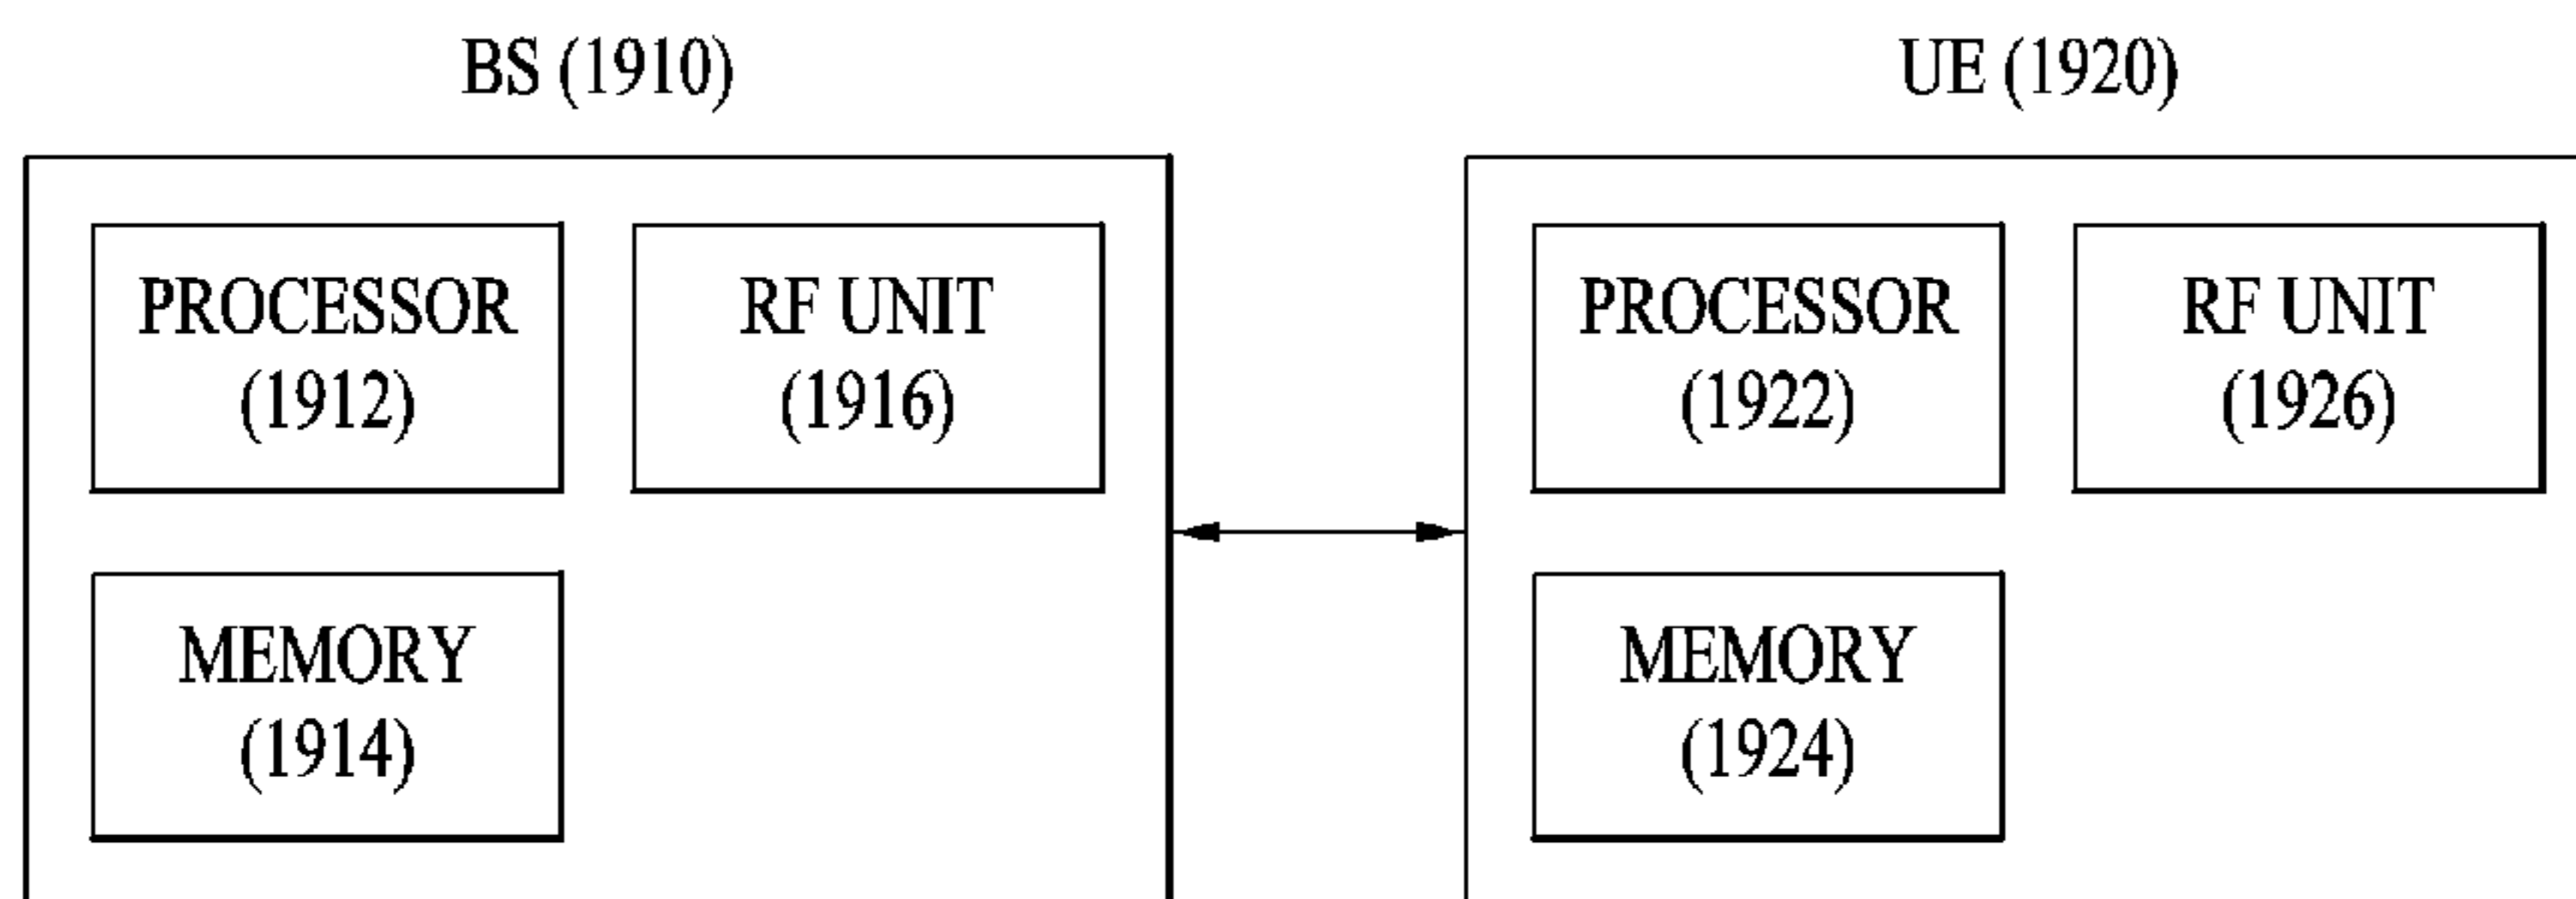 BS (1910)
UE (1920)
PROCESSOR
(1912)
RF UNIT
(1916)
MEMORY
(1914)
PROCESSOR
(1922)
RF UNIT
(1926)
MEMORY
(1924)